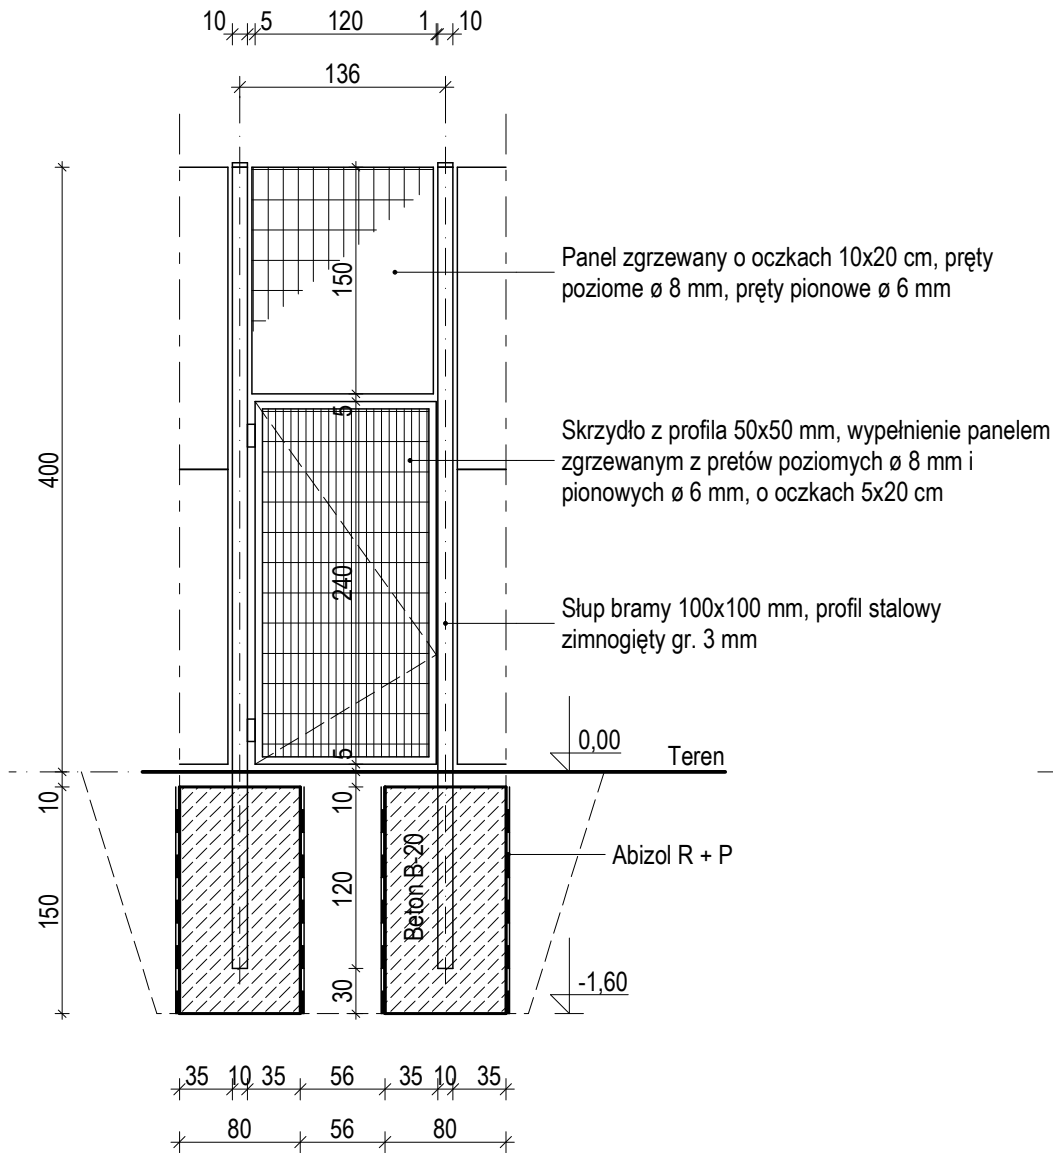 10 5 120 1 10
136
Panel zgrzewany o oczkach 10x20 cm, pręty
poziome ø 8 mm, pręty pionowe ø 6 mm
150
5
Skrzydło z profila 50x50 mm, wypełnienie panelem
zgrzewanym z pretów poziomych ø 8 mm i
pionowych ø 6 mm, o oczkach 5x20 cm
400
240
Słup bramy 100x100 mm, profil stalowy
zimnogięty gr. 3 mm
5
0,00
Teren
10
10
Beton B-20
Abizol R + P
150
120
30
-1,60
35 10 35 56 35 10 35
80 56 80